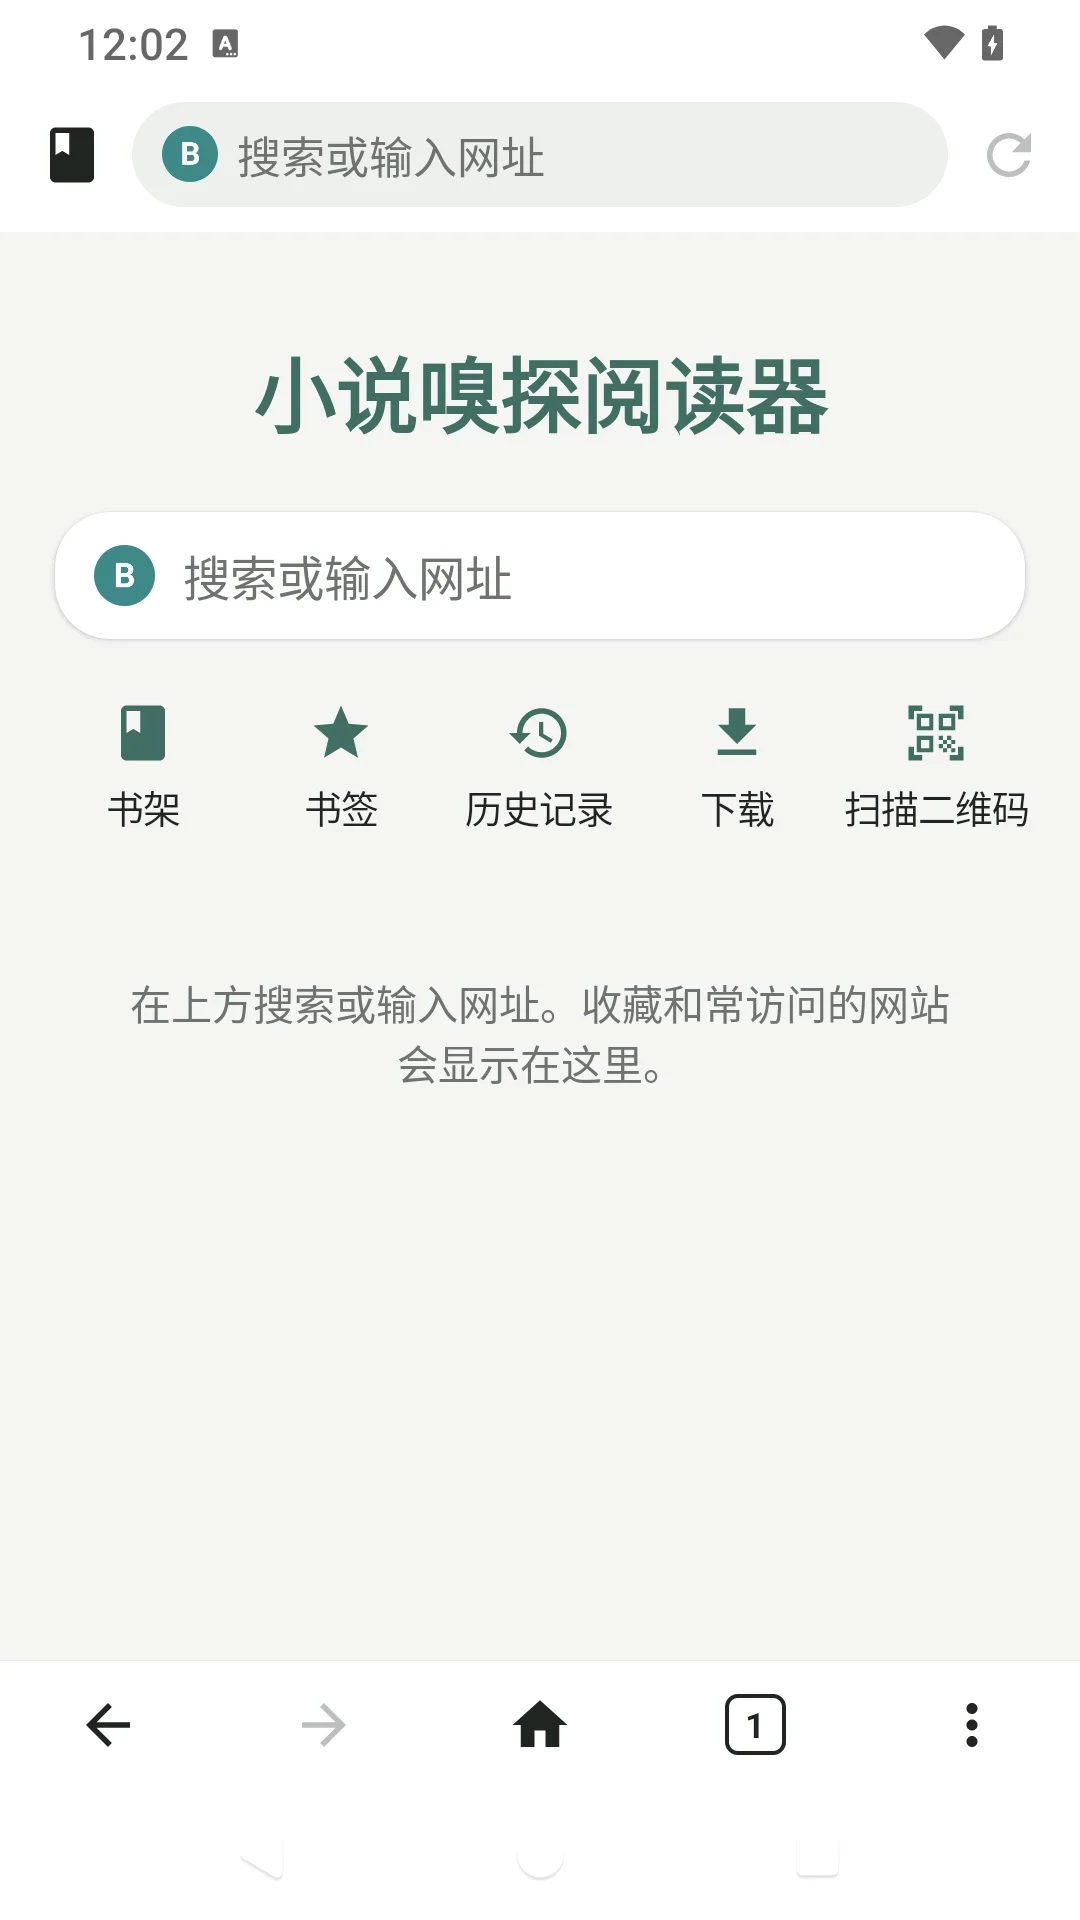 12:02
A
B 搜索或输入网址
小说嗅探阅读器
B 搜索或输入网址
书架 书签 历史记录 下载 扫描二维码
在上方搜索或输入网址。收藏和常访问的网站
会显示在这里。
1